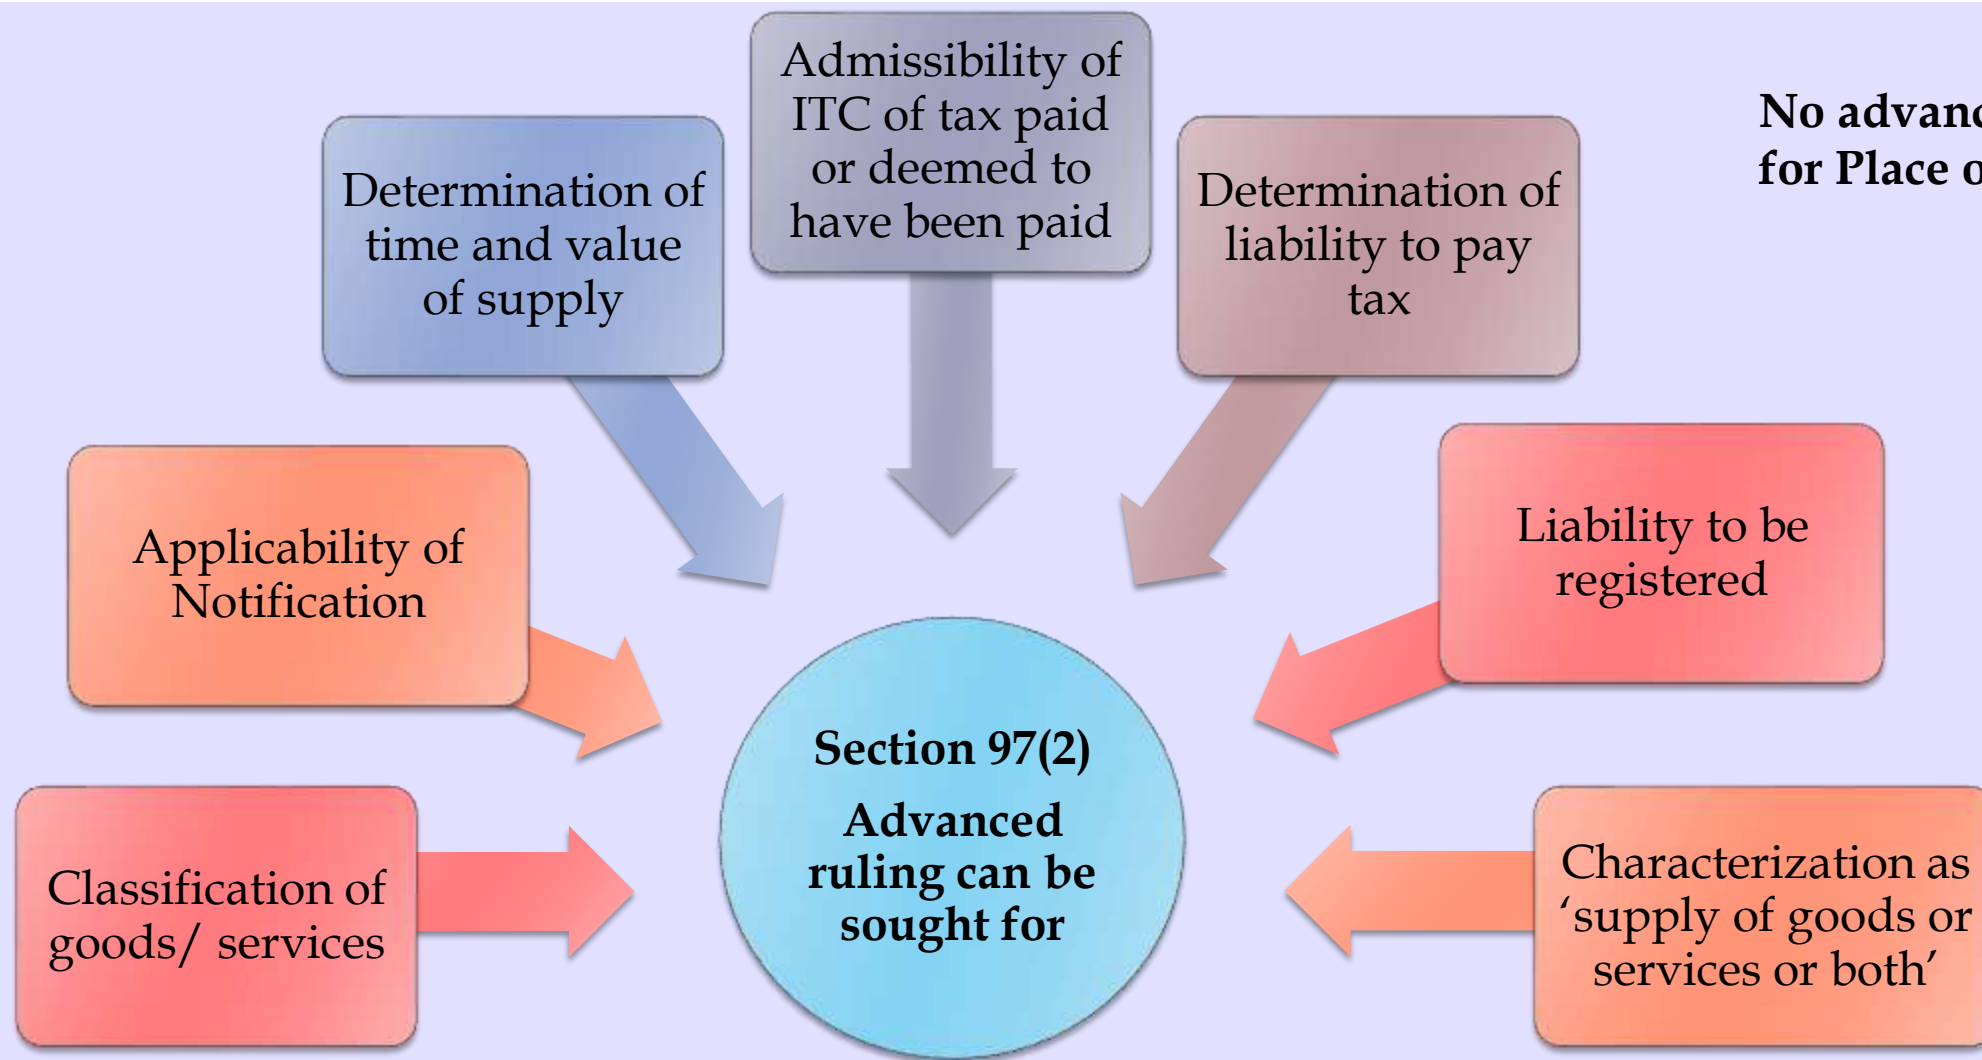 Admissibility of
ITC of tax paid
or deemed to
have been paid
Determination of
time and value
of supply
Determination of
liability to pay
tax
No
for Place
Applicability of
Notification
Liability to be
registered
Classification of
goods/ services
Section 97(2)
Advanced
ruling can be
sought for
Characterization as
‘supply of goods or
services or both’